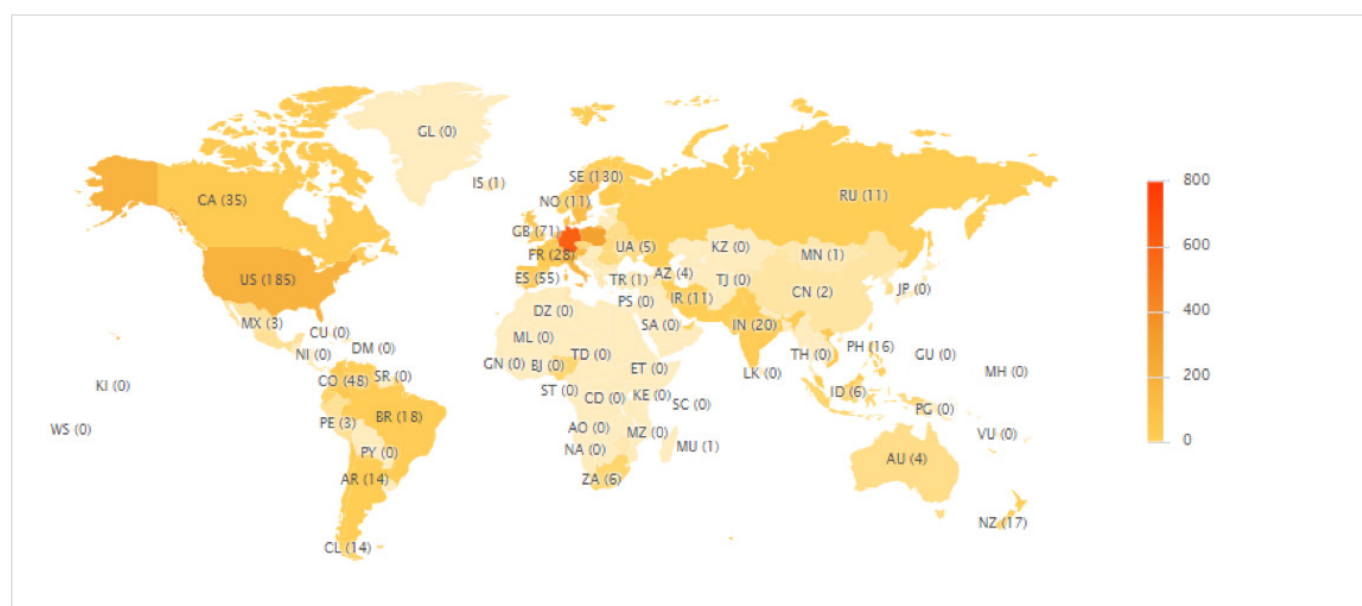 GL (0)
IS (1)
SE (130)
CA (35)
NO (11)
RU (11)
GB (71)
UA (5)
KZ (0)
MN (1)
FR (28)
US (185)
ES (55)
TR (1)
AZ (4)
TJ (0)
CN (2)
JP (0)
PS (0)
IR (11)
MX (3)
CU (0)
DZ (0)
SA (0)
IN (20)
ML (0)
NI (0)
DM (0)
TD (0)
TH (0)
PH (16)
GU (0)
GN (0)
BJ (0)
ET (0)
LK (0)
MH (0)
KI (0)
CO (48)
SR (0)
ST (0)
CD (0)
KE (0)
SC (0)
ID (6)
PG (0)
WS (0)
PE (3)
BR (18)
AO (0)
MZ (0)
VU (0)
PY (0)
NA (0)
MU (1)
AU (4)
AR (14)
ZA (6)
NZ (17)
CL (14)
800
600
400
200
0